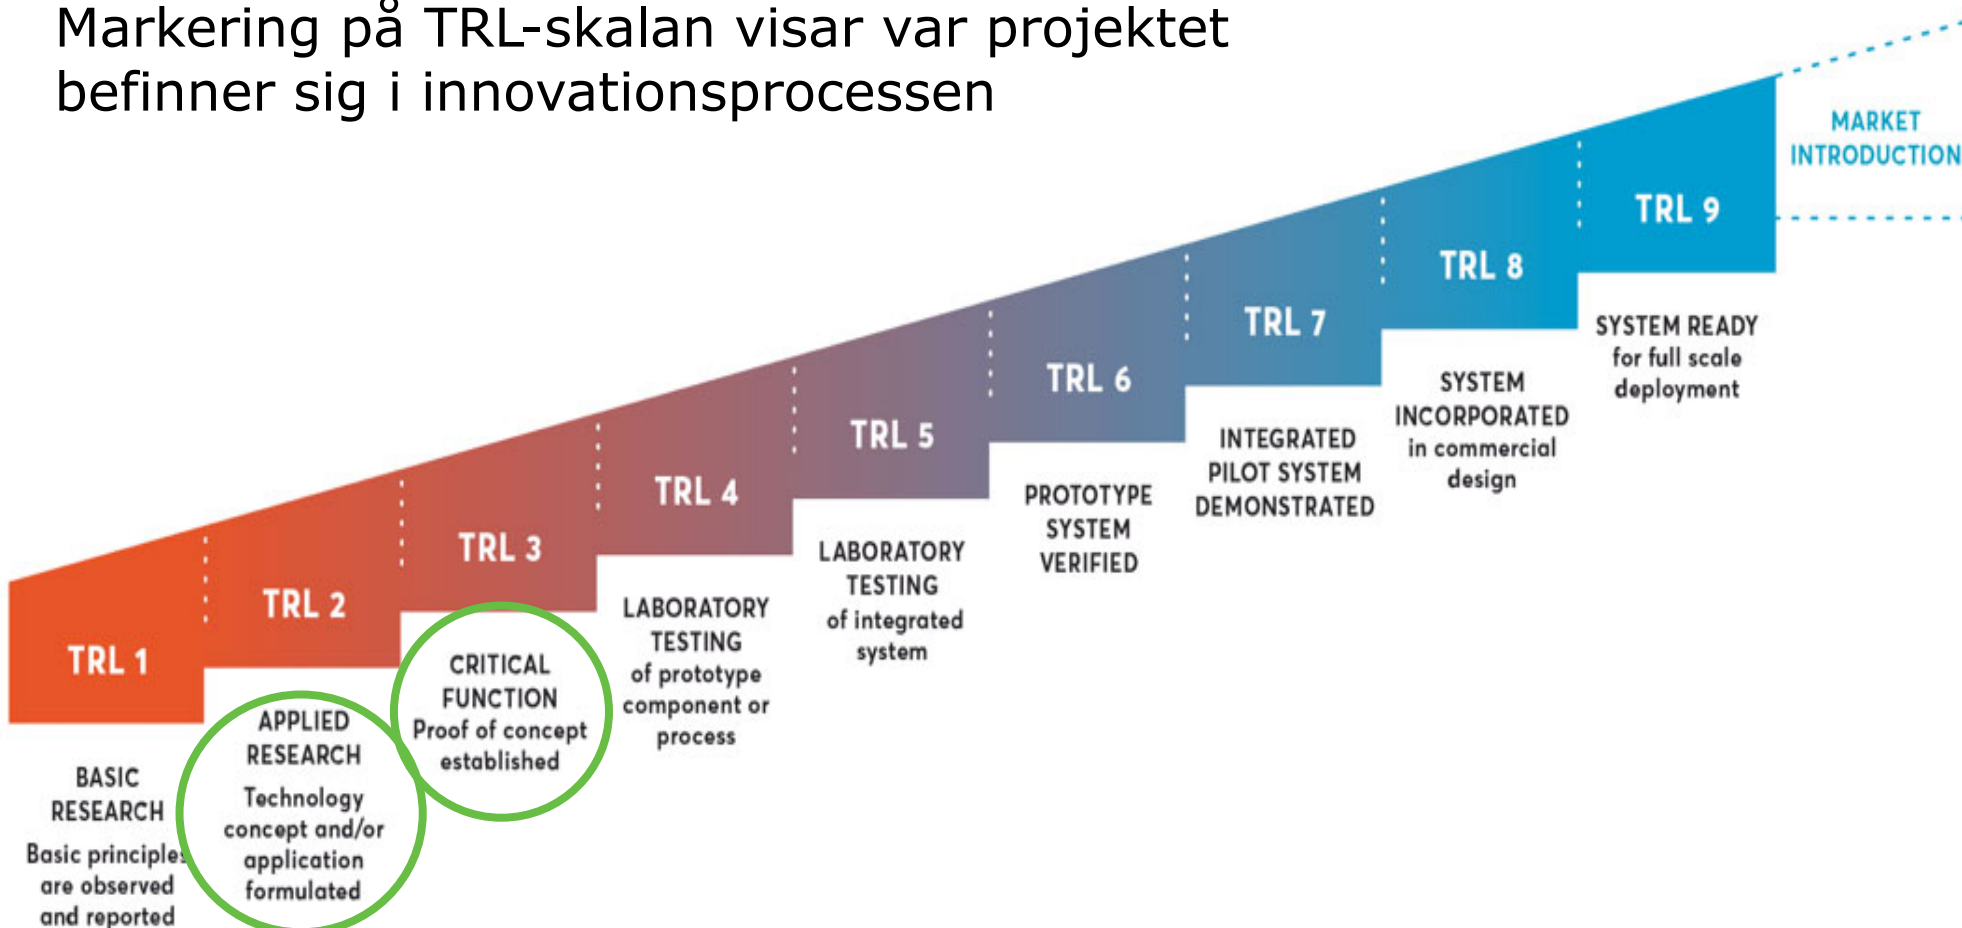 Markering på TRL-skalan visar var projektet
befinner sig i innovationsprocessen
TRL 1
BASIC
RESEARCH
Basic principles
are observed
and reported
TRL 2
APPLIED
RESEARCH
Technology
concept and/or
application
formulated
TRL 3
CRITICAL
FUNCTION
Proof of concept
established
TRL 4
LABORATORY
TESTING
of prototype
component or
process
TRL 5
LABORATORY
TESTING
of integrated
system
TRL 6
PROTOTYPE
SYSTEM
VERIFIED
TRL 7
INTEGRATED
PILOT SYSTEM
DEMONSTRATED
TRL 8
SYSTEM
INCORPORATED
in commercial
design
TRL 9
SYSTEM READY
for full scale
deployment
MARKET
INTRODUCTION